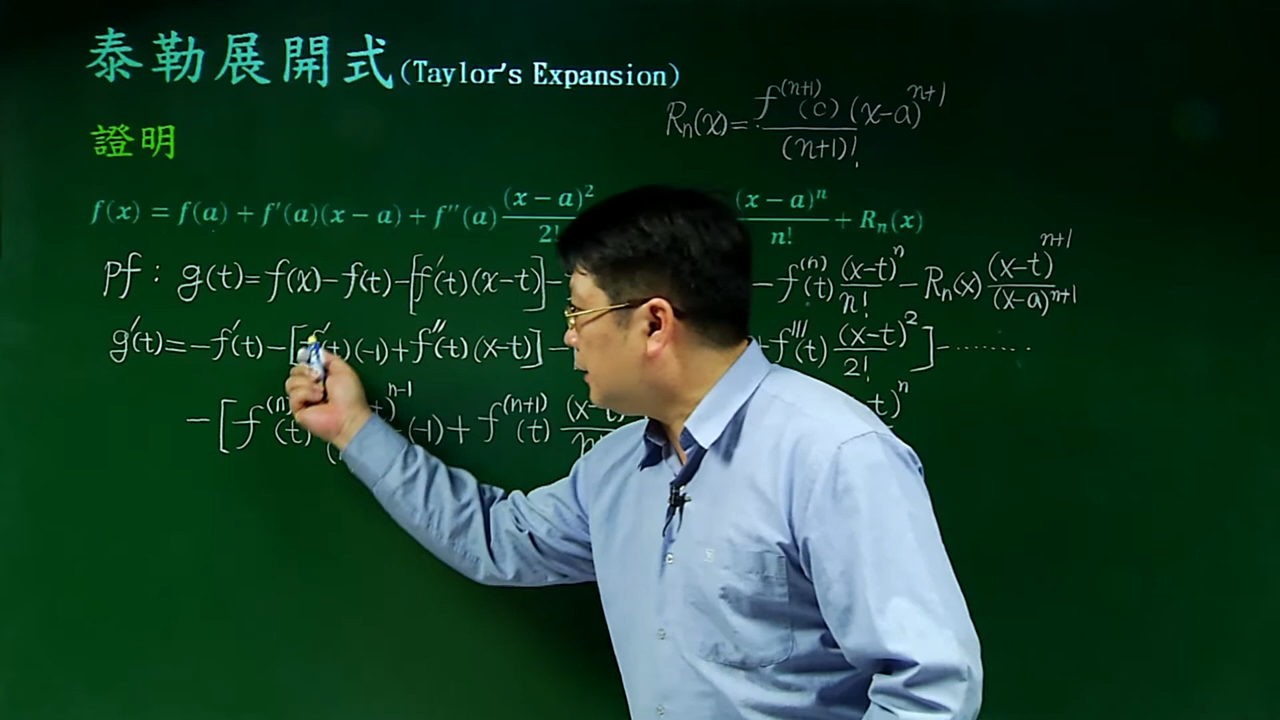 泰勒展開式(Taylor's Expansion)
Rn(x)=f^(n+1)(c)/(n+1)! (x-a)^n+1
證明
f(x) = f(a) + f'(a)(x − a) + f''(a) (x − a)^2/2! (x − a)^n/n! + Rn(x)
pf : g(t)=f(x)-f(t)-[f'(t)(x-t)]- -f^(n)(t) (x-t)^n/n! -Rn(x) (x-t)^n+1/(x-a)^n+1
g'(t)=-f'(t)-[f'(t)(-1)+f''(t)(x-t)]- +f'''(t) (x-t)^2/2!]-.........
-[f^(n)(t) ^n-1 (-1)+f^(n+1)(t) (x-t t)^n